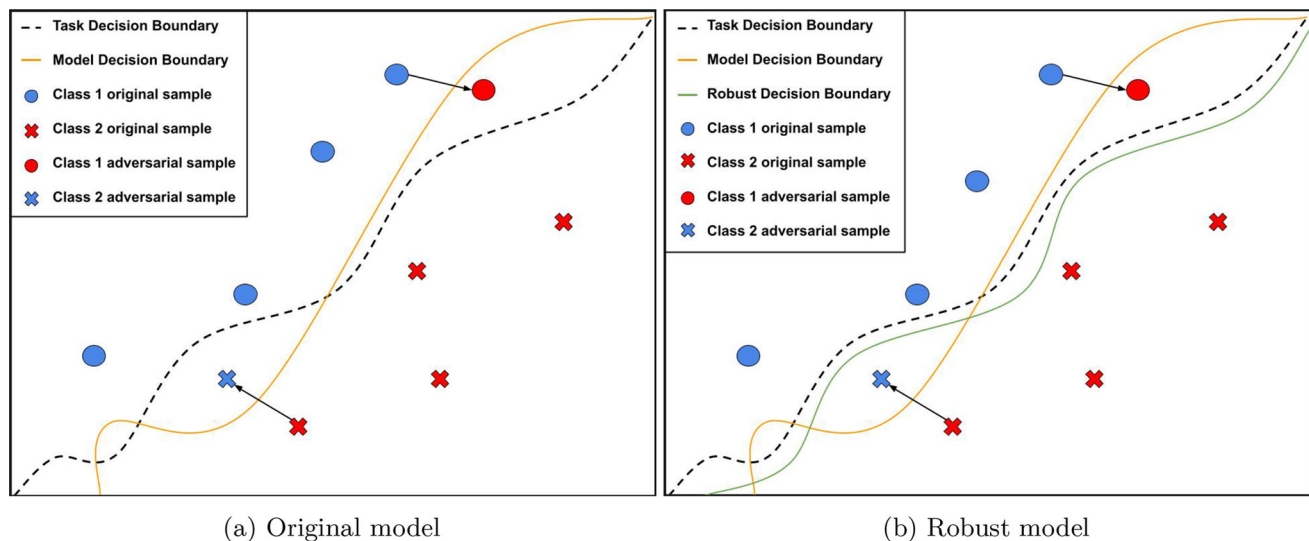 Task Decision Boundary
Model Decision Boundary
Class 1 original sample
Class 2 original sample
Class 1 adversarial sample
Class 2 adversarial sample
(a) Original model
Task Decision Boundary
Model Decision Boundary
Robust Decision Boundary
Class 1 original sample
Class 2 original sample
Class 1 adversarial sample
Class 2 adversarial sample
(b) Robust model